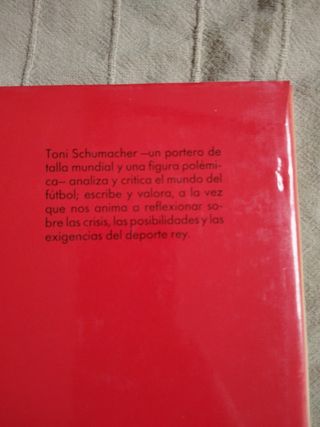 Toni Schumacher —un portero de
talla mundial y una figura polémi-
ca— analiza y critica el mundo del
fútbol; escribe y valora, a la vez
que nos anima a reflexionar so-
bre las crisis, las posibilidades y las
exigencias del deporte rey.